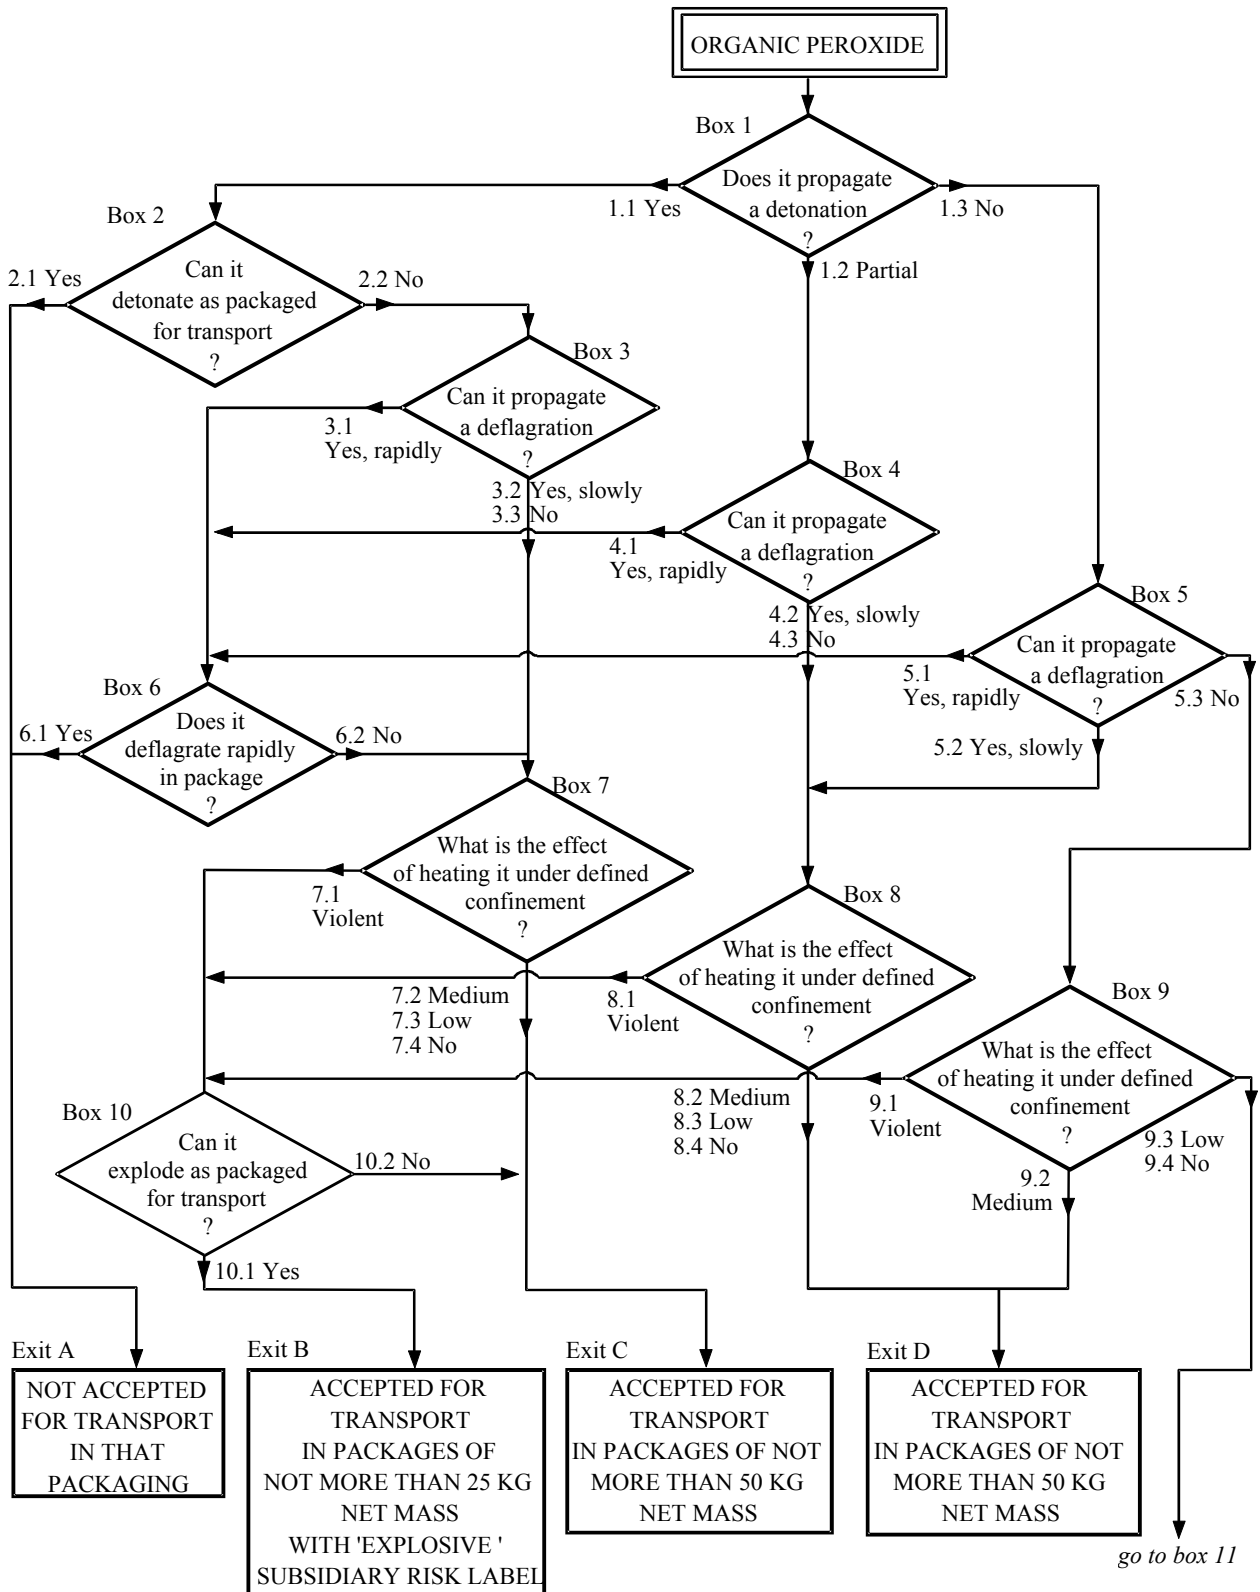 ORGANIC PEROXIDE
Box 1
Does it propagate
a detonation
?
1.1 Yes
1.3 No
1.2 Partial
Box 2
Can it
detonate as packaged
for transport
?
2.1 Yes
2.2 No
Box 3
Can it propagate
a deflagration
?
3.1
Yes, rapidly
3.2 Yes, slowly
3.3 No
Box 4
Can it propagate
a deflagration
?
4.1
Yes, rapidly
4.2 Yes, slowly
4.3 No
Box 5
Can it propagate
a deflagration
?
5.1
Yes, rapidly
5.3 No
5.2 Yes, slowly
Box 6
Does it
deflagrate rapidly
in package
?
6.1 Yes
6.2 No
Box 7
What is the effect
of heating it under defined
confinement
?
7.1
Violent
7.2 Medium
7.3 Low
7.4 No
Box 8
What is the effect
of heating it under defined
confinement
?
8.1
Violent
8.2 Medium
8.3 Low
8.4 No
Box 9
What is the effect
of heating it under defined
confinement
?
9.1
Violent
9.2
Medium
9.3 Low
9.4 No
Box 10
Can it
explode as packaged
for transport
?
10.2 No
10.1 Yes
Exit A
NOT ACCEPTED
FOR TRANSPORT
IN THAT
PACKAGING
Exit B
ACCEPTED FOR
TRANSPORT
IN PACKAGES OF
NOT MORE THAN 25 KG
NET MASS
WITH 'EXPLOSIVE '
SUBSIDIARY RISK LABEL
Exit C
ACCEPTED FOR
TRANSPORT
IN PACKAGES OF NOT
MORE THAN 50 KG
NET MASS
Exit D
ACCEPTED FOR
TRANSPORT
IN PACKAGES OF NOT
MORE THAN 50 KG
NET MASS
go to box 11